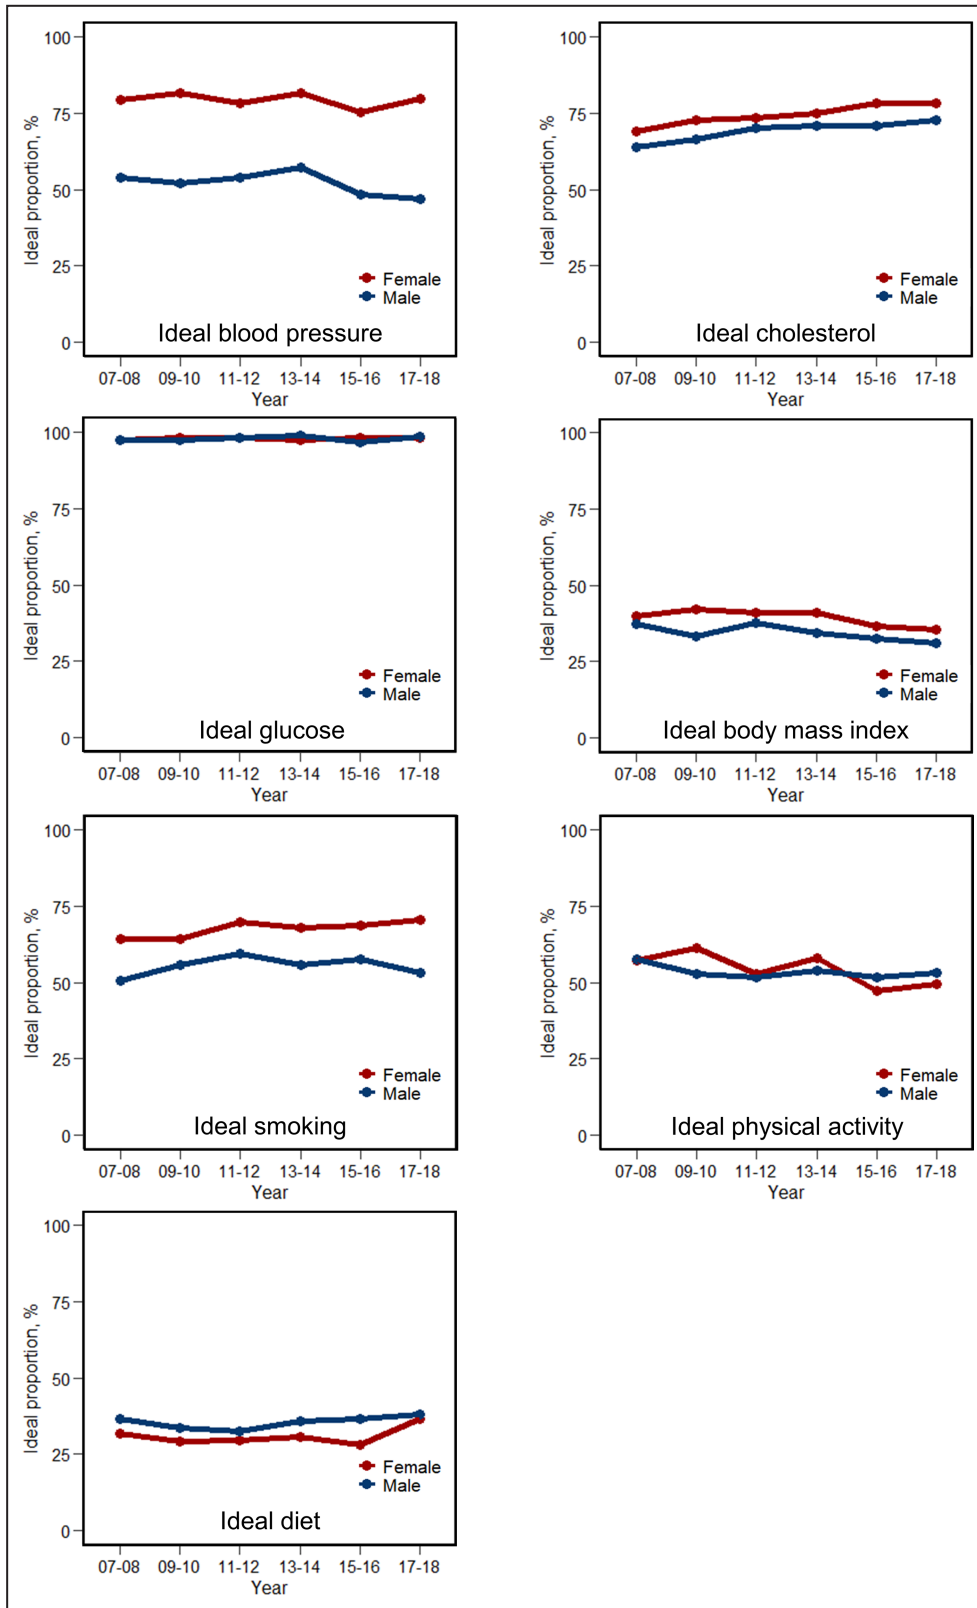 Ideal proportion, %
100
75
50
25
0
Female
Male
Ideal blood pressure
07-08 09-10 11-12 13-14 15-16 17-18
Year
Ideal proportion, %
100
75
50
25
0
Female
Male
Ideal cholesterol
07-08 09-10 11-12 13-14 15-16 17-18
Year
Ideal proportion, %
100
75
50
25
0
Female
Male
Ideal glucose
07-08 09-10 11-12 13-14 15-16 17-18
Year
Ideal proportion, %
100
75
50
25
0
Female
Male
Ideal body mass index
07-08 09-10 11-12 13-14 15-16 17-18
Year
Ideal proportion, %
100
75
50
25
0
Female
Male
Ideal smoking
07-08 09-10 11-12 13-14 15-16 17-18
Year
Ideal proportion, %
100
75
50
25
0
Female
Male
Ideal physical activity
07-08 09-10 11-12 13-14 15-16 17-18
Year
Ideal proportion, %
100
75
50
25
0
Female
Male
Ideal diet
07-08 09-10 11-12 13-14 15-16 17-18
Year